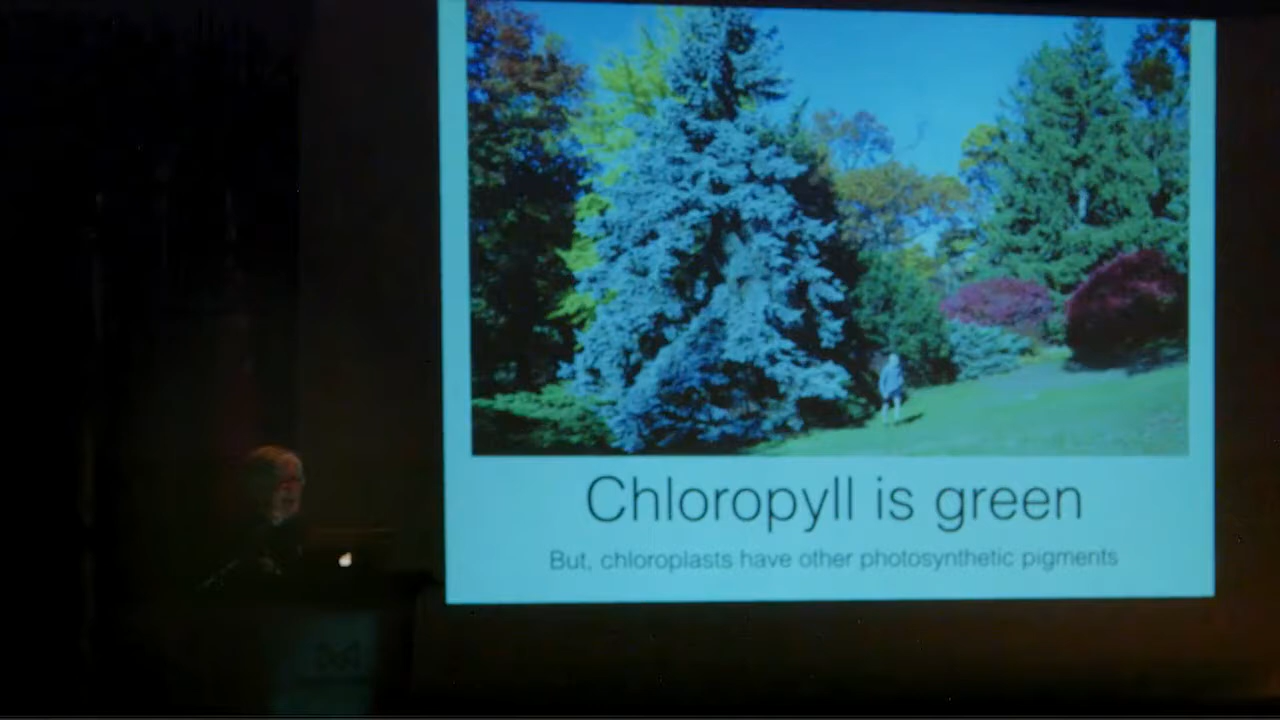 Chloropyll is green
But, chloroplasts have other photosynthetic pigments